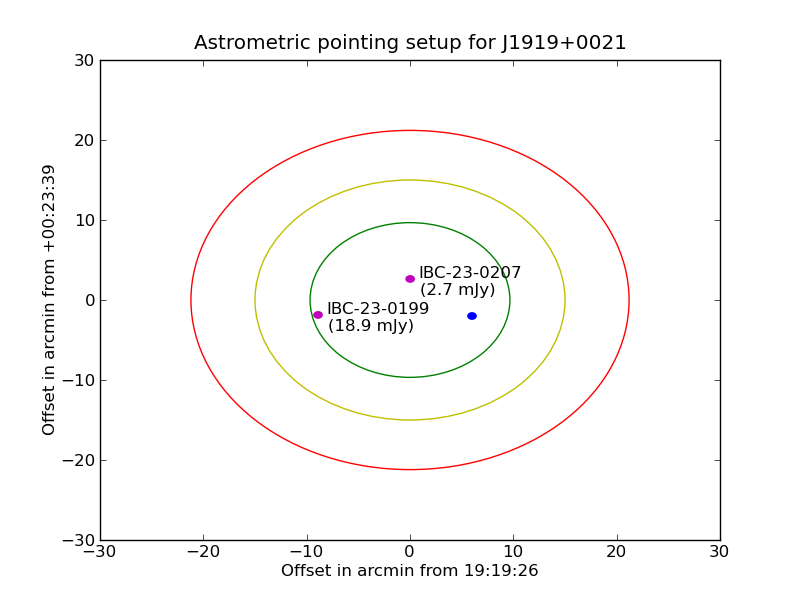 Astrometric pointing setup for J1919+0021
30
20
10
0
−10
−20
−30
Offset in arcmin from +00:23:39
IBC-23-0207
(2.7 mJy)
IBC-23-0199
(18.9 mJy)
−30 −20 −10 0 10 20 30
Offset in arcmin from 19:19:26